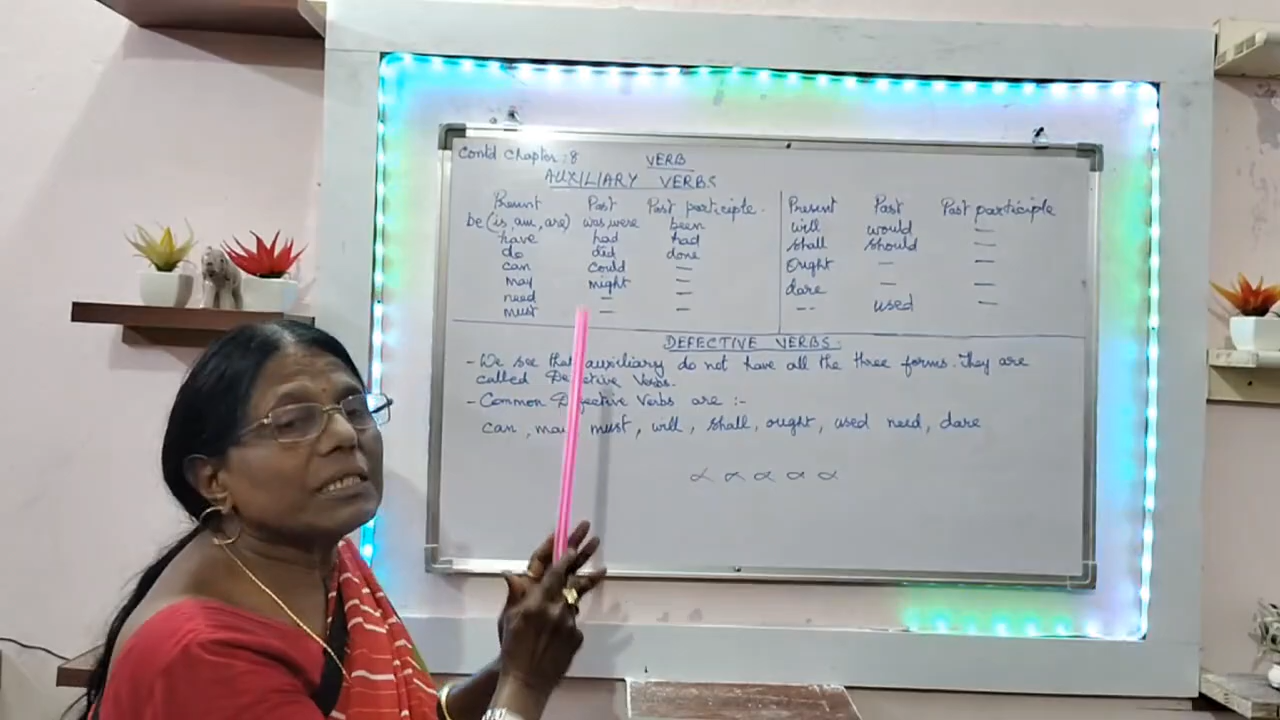 Contd Chapter : 8 VERB
AUXILIARY VERBS
Present Past Past participle.
be (is, am, are) was, were been
have had had
do did done
can could —
may might —
need — —
must — —
Present Past Past participle
will would —
shall should —
Ought — —
dare — —
-- used —
DEFECTIVE VERBS:
- We see that auxiliary do not have all the three forms. They are
called Verbs.
- Common Verbs are :-
can, must, will, shall, ought, used need, dare